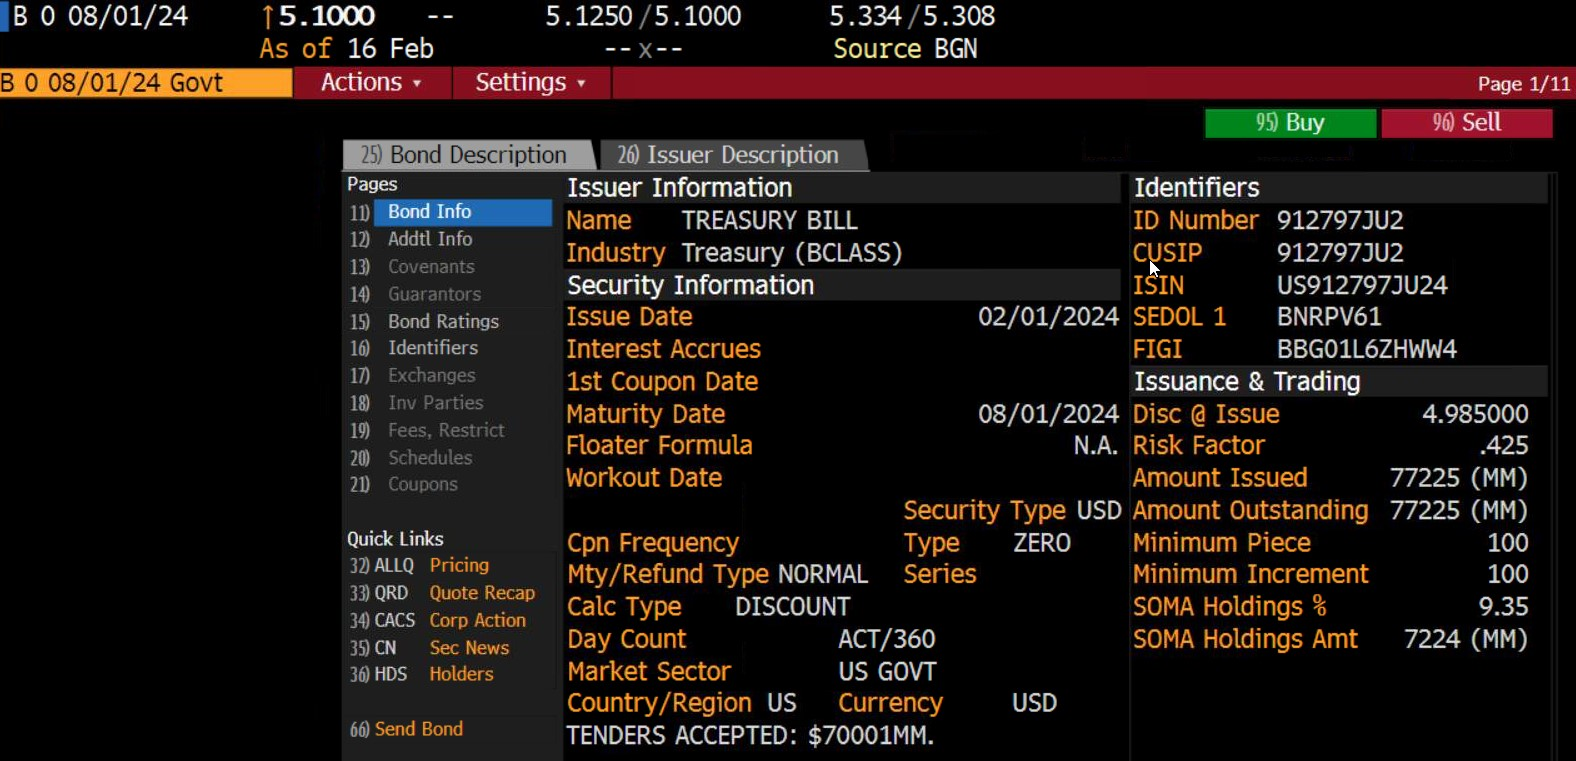 B 0 08/01/24 ↑5.1000 -- 5.1250/5.1000 5.334/5.308
As of 16 Feb --x-- Source BGN
B 0 08/01/24 Govt Actions ▾ Settings ▾ Page 1/11
95) Buy 96) Sell
25) Bond Description 26) Issuer Description
Pages
11) Bond Info
12) Addtl Info
13) Covenants
14) Guarantors
15) Bond Ratings
16) Identifiers
17) Exchanges
18) Inv Parties
19) Fees, Restrict
20) Schedules
21) Coupons
Quick Links
32) ALLQ Pricing
33) QRD Quote Recap
34) CACS Corp Action
35) CN Sec News
36) HDS Holders
66) Send Bond
Issuer Information
Name TREASURY BILL
Industry Treasury (BCLASS)
Security Information
Issue Date 02/01/2024
Interest Accrues
1st Coupon Date
Maturity Date 08/01/2024
Floater Formula N.A.
Workout Date
Security Type USD
Cpn Frequency Type ZERO
Mty/Refund Type NORMAL Series
Calc Type DISCOUNT
Day Count ACT/360
Market Sector US GOVT
Country/Region US Currency USD
TENDERS ACCEPTED: $70001MM.
Identifiers
ID Number 912797JU2
CUSIP 912797JU2
ISIN US912797JU24
SEDOL 1 BNRPV61
FIGI BBG01L6ZHWW4
Issuance & Trading
Disc @ Issue 4.985000
Risk Factor .425
Amount Issued 77225 (MM)
Amount Outstanding 77225 (MM)
Minimum Piece 100
Minimum Increment 100
SOMA Holdings % 9.35
SOMA Holdings Amt 7224 (MM)